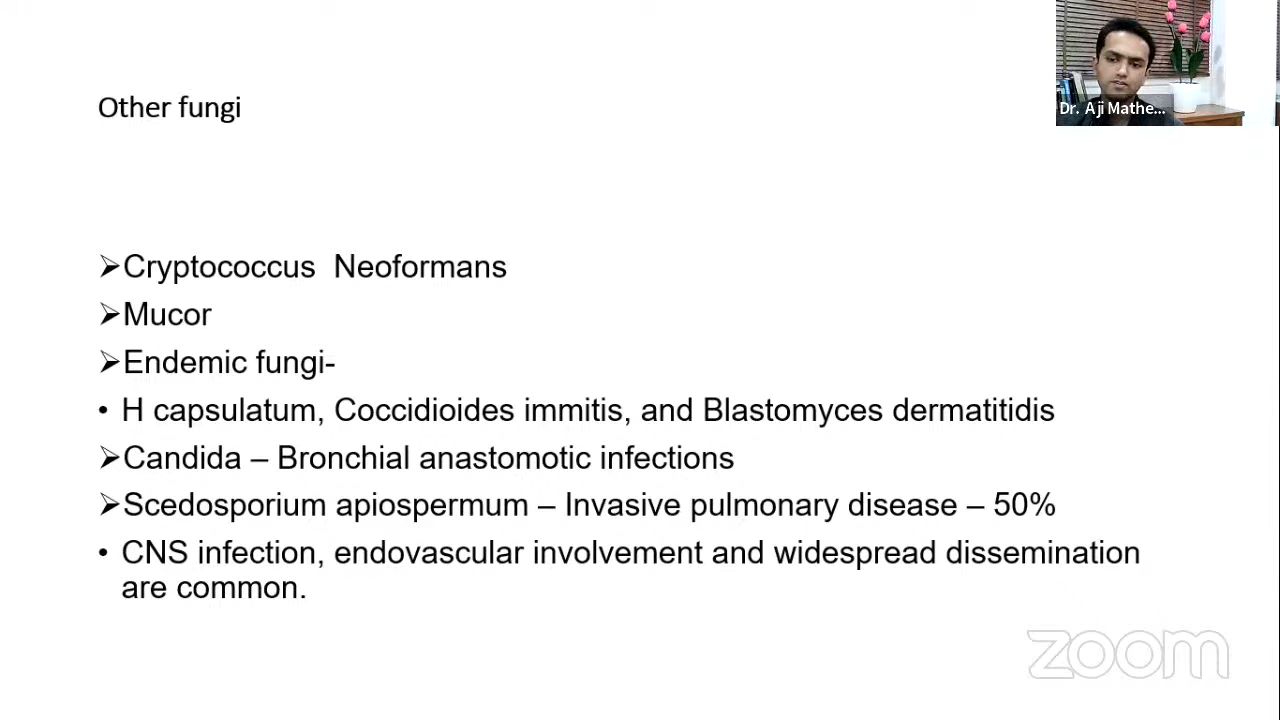 Dr. Aji Mathe...
Other fungi
➢Cryptococcus  Neoformans
➢Mucor
➢Endemic fungi-
• H capsulatum, Coccidioides immitis, and Blastomyces dermatitidis
➢Candida – Bronchial anastomotic infections
➢Scedosporium apiospermum – Invasive pulmonary disease – 50%
• CNS infection, endovascular involvement and widespread dissemination
are common.
zoom